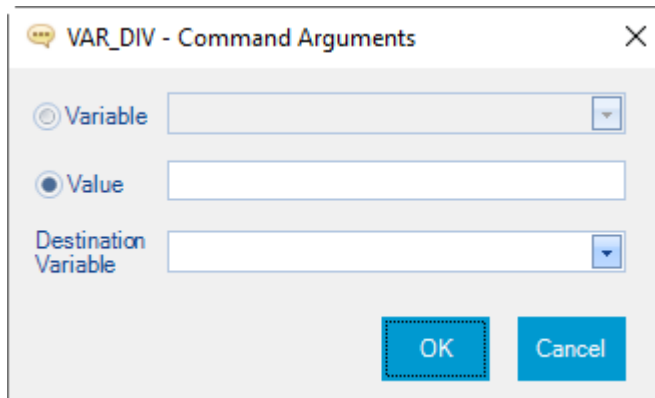 VAR_DIV - Command Arguments
Variable
Value
Destination
Variable
OK
Cancel